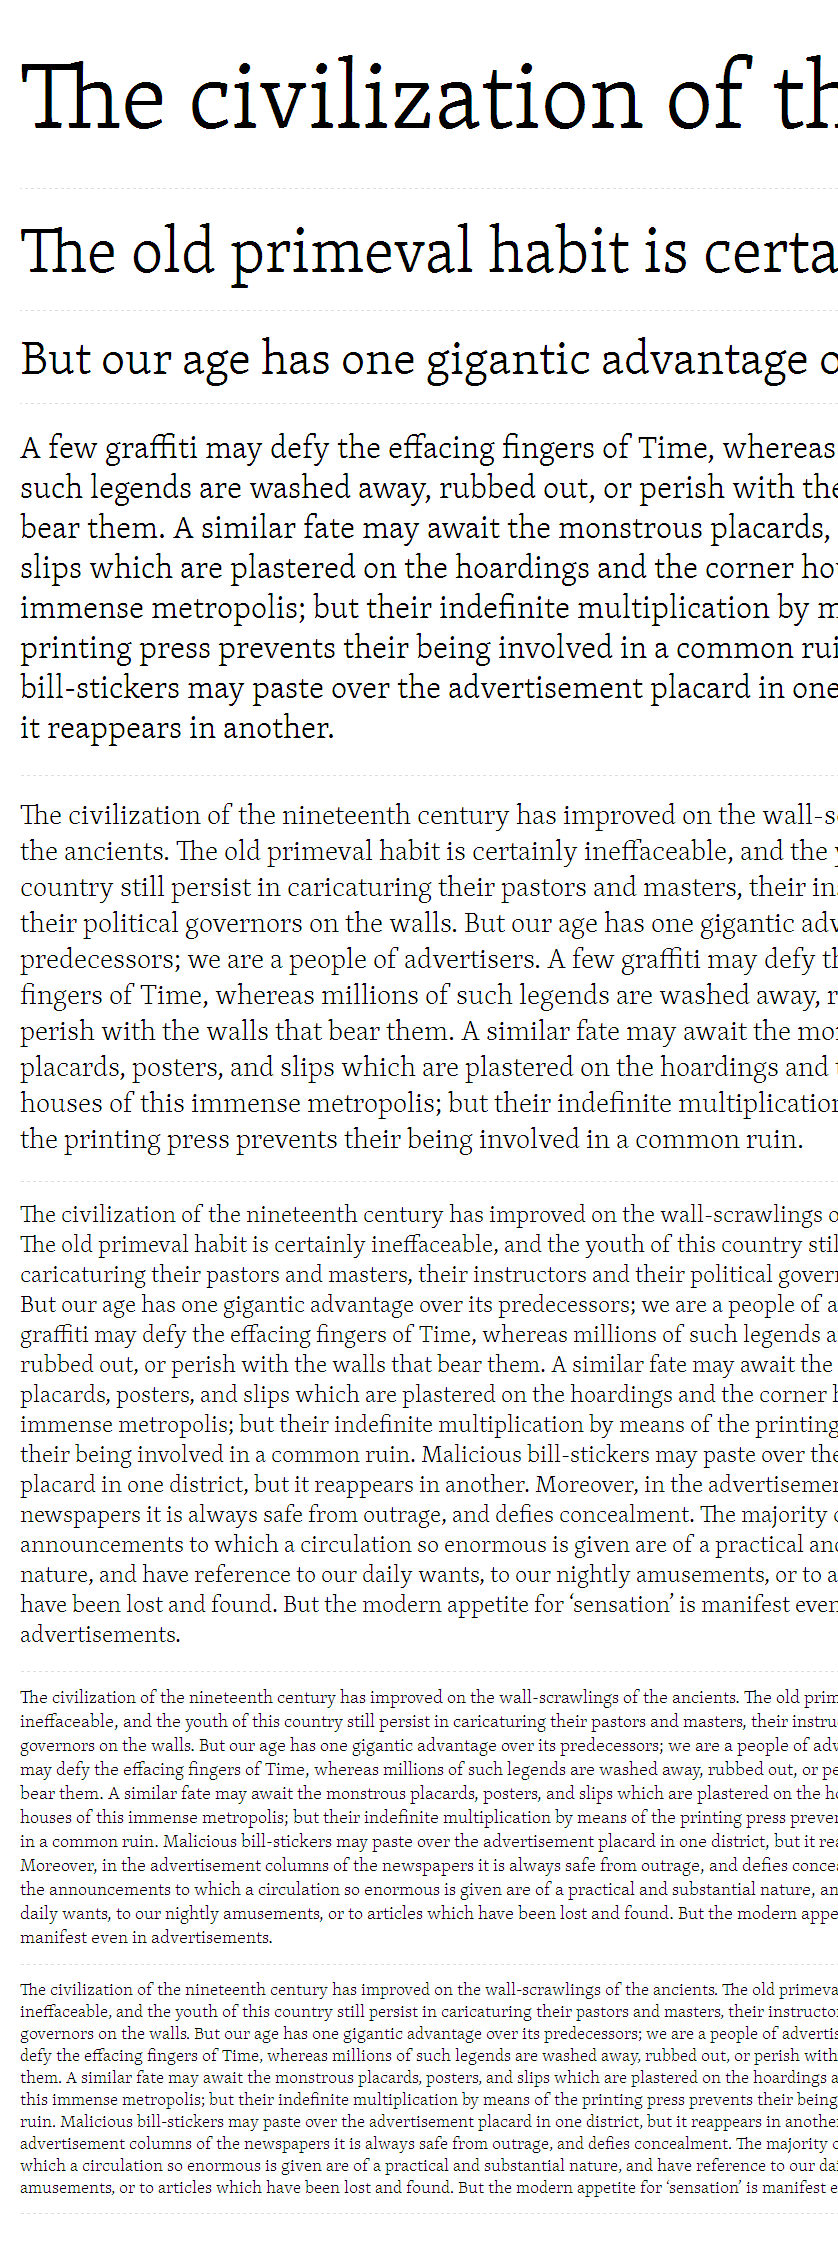 The civilization of th
The old primeval habit is certa
But our age has one gigantic advantage o
A few graffiti may defy the effacing fingers of Time, whereas
such legends are washed away, rubbed out, or perish with the
bear them. A similar fate may await the monstrous placards,
slips which are plastered on the hoardings and the corner ho
immense metropolis; but their indefinite multiplication by m
printing press prevents their being involved in a common rui
bill-stickers may paste over the advertisement placard in one
it reappears in another.
The civilization of the nineteenth century has improved on the wall-s
the ancients. The old primeval habit is certainly ineffaceable, and the y
country still persist in caricaturing their pastors and masters, their in
their political governors on the walls. But our age has one gigantic adv
predecessors; we are a people of advertisers. A few graffiti may defy th
fingers of Time, whereas millions of such legends are washed away, r
perish with the walls that bear them. A similar fate may await the mo
placards, posters, and slips which are plastered on the hoardings and t
houses of this immense metropolis; but their indefinite multiplication
the printing press prevents their being involved in a common ruin.
The civilization of the nineteenth century has improved on the wall-scrawlings o
The old primeval habit is certainly ineffaceable, and the youth of this country stil
caricaturing their pastors and masters, their instructors and their political govern
But our age has one gigantic advantage over its predecessors; we are a people of a
graffiti may defy the effacing fingers of Time, whereas millions of such legends a
rubbed out, or perish with the walls that bear them. A similar fate may await the
placards, posters, and slips which are plastered on the hoardings and the corner h
immense metropolis; but their indefinite multiplication by means of the printing
their being involved in a common ruin. Malicious bill-stickers may paste over the
placard in one district, but it reappears in another. Moreover, in the advertisemen
newspapers it is always safe from outrage, and defies concealment. The majority o
announcements to which a circulation so enormous is given are of a practical and
nature, and have reference to our daily wants, to our nightly amusements, or to a
have been lost and found. But the modern appetite for ‘sensation’ is manifest even
advertisements.
The civilization of the nineteenth century has improved on the wall-scrawlings of the ancients. The old prim
ineffaceable, and the youth of this country still persist in caricaturing their pastors and masters, their instru
governors on the walls. But our age has one gigantic advantage over its predecessors; we are a people of adv
may defy the effacing fingers of Time, whereas millions of such legends are washed away, rubbed out, or pe
bear them. A similar fate may await the monstrous placards, posters, and slips which are plastered on the ho
houses of this immense metropolis; but their indefinite multiplication by means of the printing press preven
in a common ruin. Malicious bill-stickers may paste over the advertisement placard in one district, but it rea
Moreover, in the advertisement columns of the newspapers it is always safe from outrage, and defies concea
the announcements to which a circulation so enormous is given are of a practical and substantial nature, an
daily wants, to our nightly amusements, or to articles which have been lost and found. But the modern appe
manifest even in advertisements.
The civilization of the nineteenth century has improved on the wall-scrawlings of the ancients. The old primeva
ineffaceable, and the youth of this country still persist in caricaturing their pastors and masters, their instructo
governors on the walls. But our age has one gigantic advantage over its predecessors; we are a people of advertis
defy the effacing fingers of Time, whereas millions of such legends are washed away, rubbed out, or perish with
them. A similar fate may await the monstrous placards, posters, and slips which are plastered on the hoardings a
this immense metropolis; but their indefinite multiplication by means of the printing press prevents their being
ruin. Malicious bill-stickers may paste over the advertisement placard in one district, but it reappears in anothe
advertisement columns of the newspapers it is always safe from outrage, and defies concealment. The majority o
which a circulation so enormous is given are of a practical and substantial nature, and have reference to our dai
amusements, or to articles which have been lost and found. But the modern appetite for ‘sensation’ is manifest e